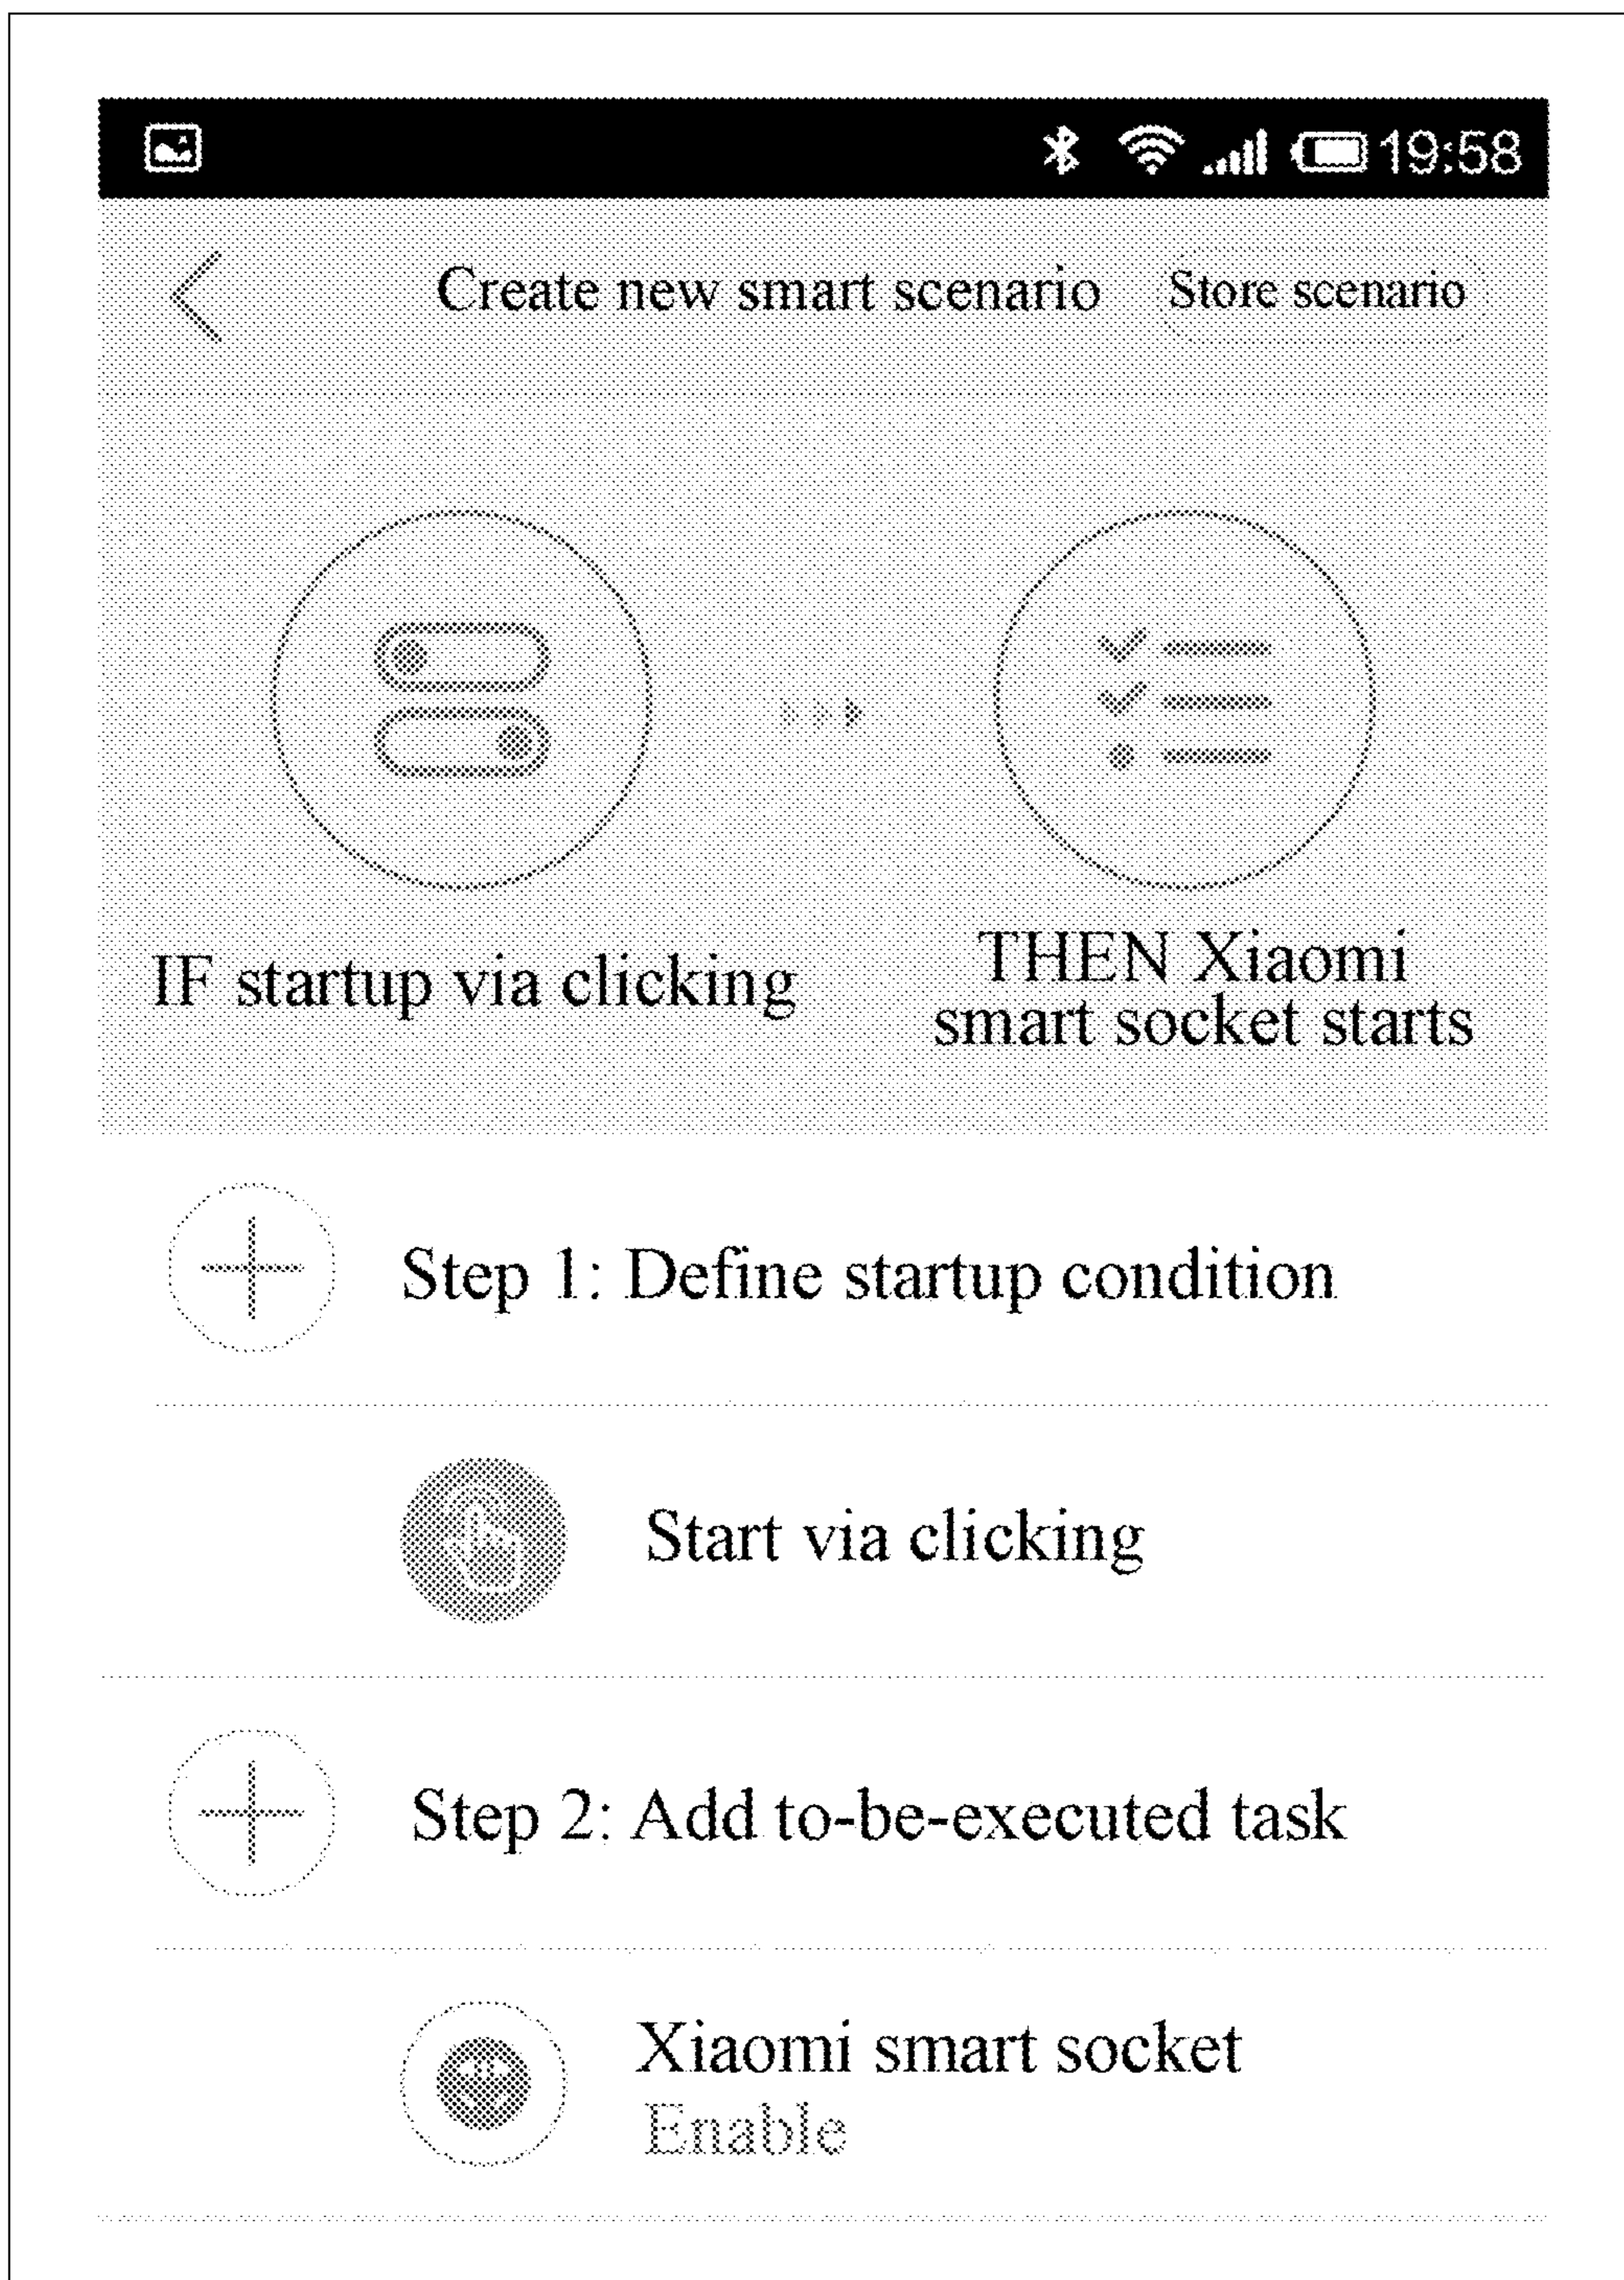 19:58
Create new smart scenario Store scenario
IF startup via clicking
THEN Xiaomi
smart socket starts
Step 1: Define startup condition
Start via clicking
Step 2: Add to-be-executed task
Xiaomi smart socket
Enable